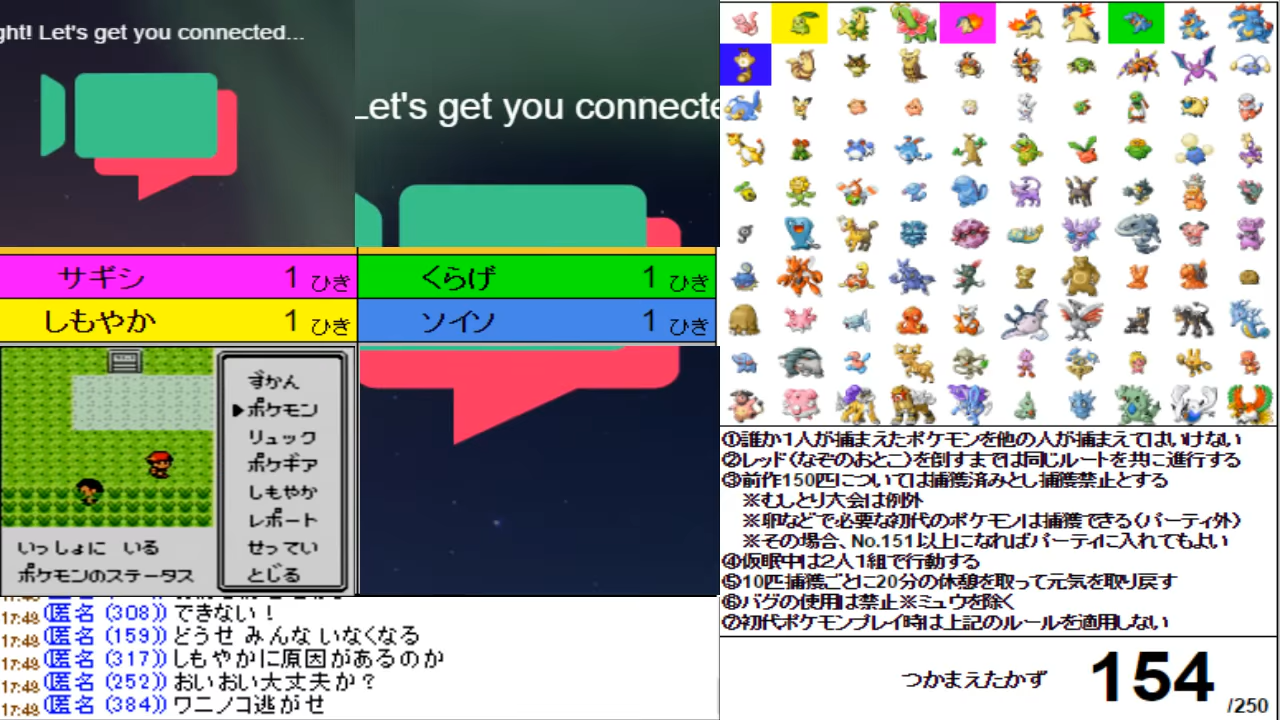 ght! Let's get you connected...
Let's get you connecte
サギシ 1 ひき
くらげ 1 ひき
しもやか 1 ひき
ソイソ 1 ひき
ずかん
▶ポケモン
リュック
ポケギア
しもやか
レポート
せってい
とじる
いっしょに いる
ポケモンのステータス
17:48 (匿名 (308)) できない！
17:48 (匿名 (159)) どうせ みんな いなくなる
17:48 (匿名 (317)) しもやかに原因があるのか
17:48 (匿名 (252)) おいおい大丈夫か？
17:48 (匿名 (384)) ワニノコ逃がせ
①誰か1人が捕まえたポケモンを他の人が捕まえてはいけない
②レッド(なぞのおとこ)を倒すまでは同じルートを共に進行する
③前作150匹については捕獲済みとし捕獲禁止とする
※むしとり大会は例外
※卵などで必要な初代のポケモンは捕獲できる(パーティ外)
※その場合、No.151以上になればパーティに入れてもよい
④仮眠中は2人1組で行動する
⑤10匹捕獲ごとに20分の休憩を取って元気を取り戻す
⑥バグの使用は禁止※ミュウを除く
⑦初代ポケモンプレイ時は上記のルールを適用しない
つかまえたかず 154 /250